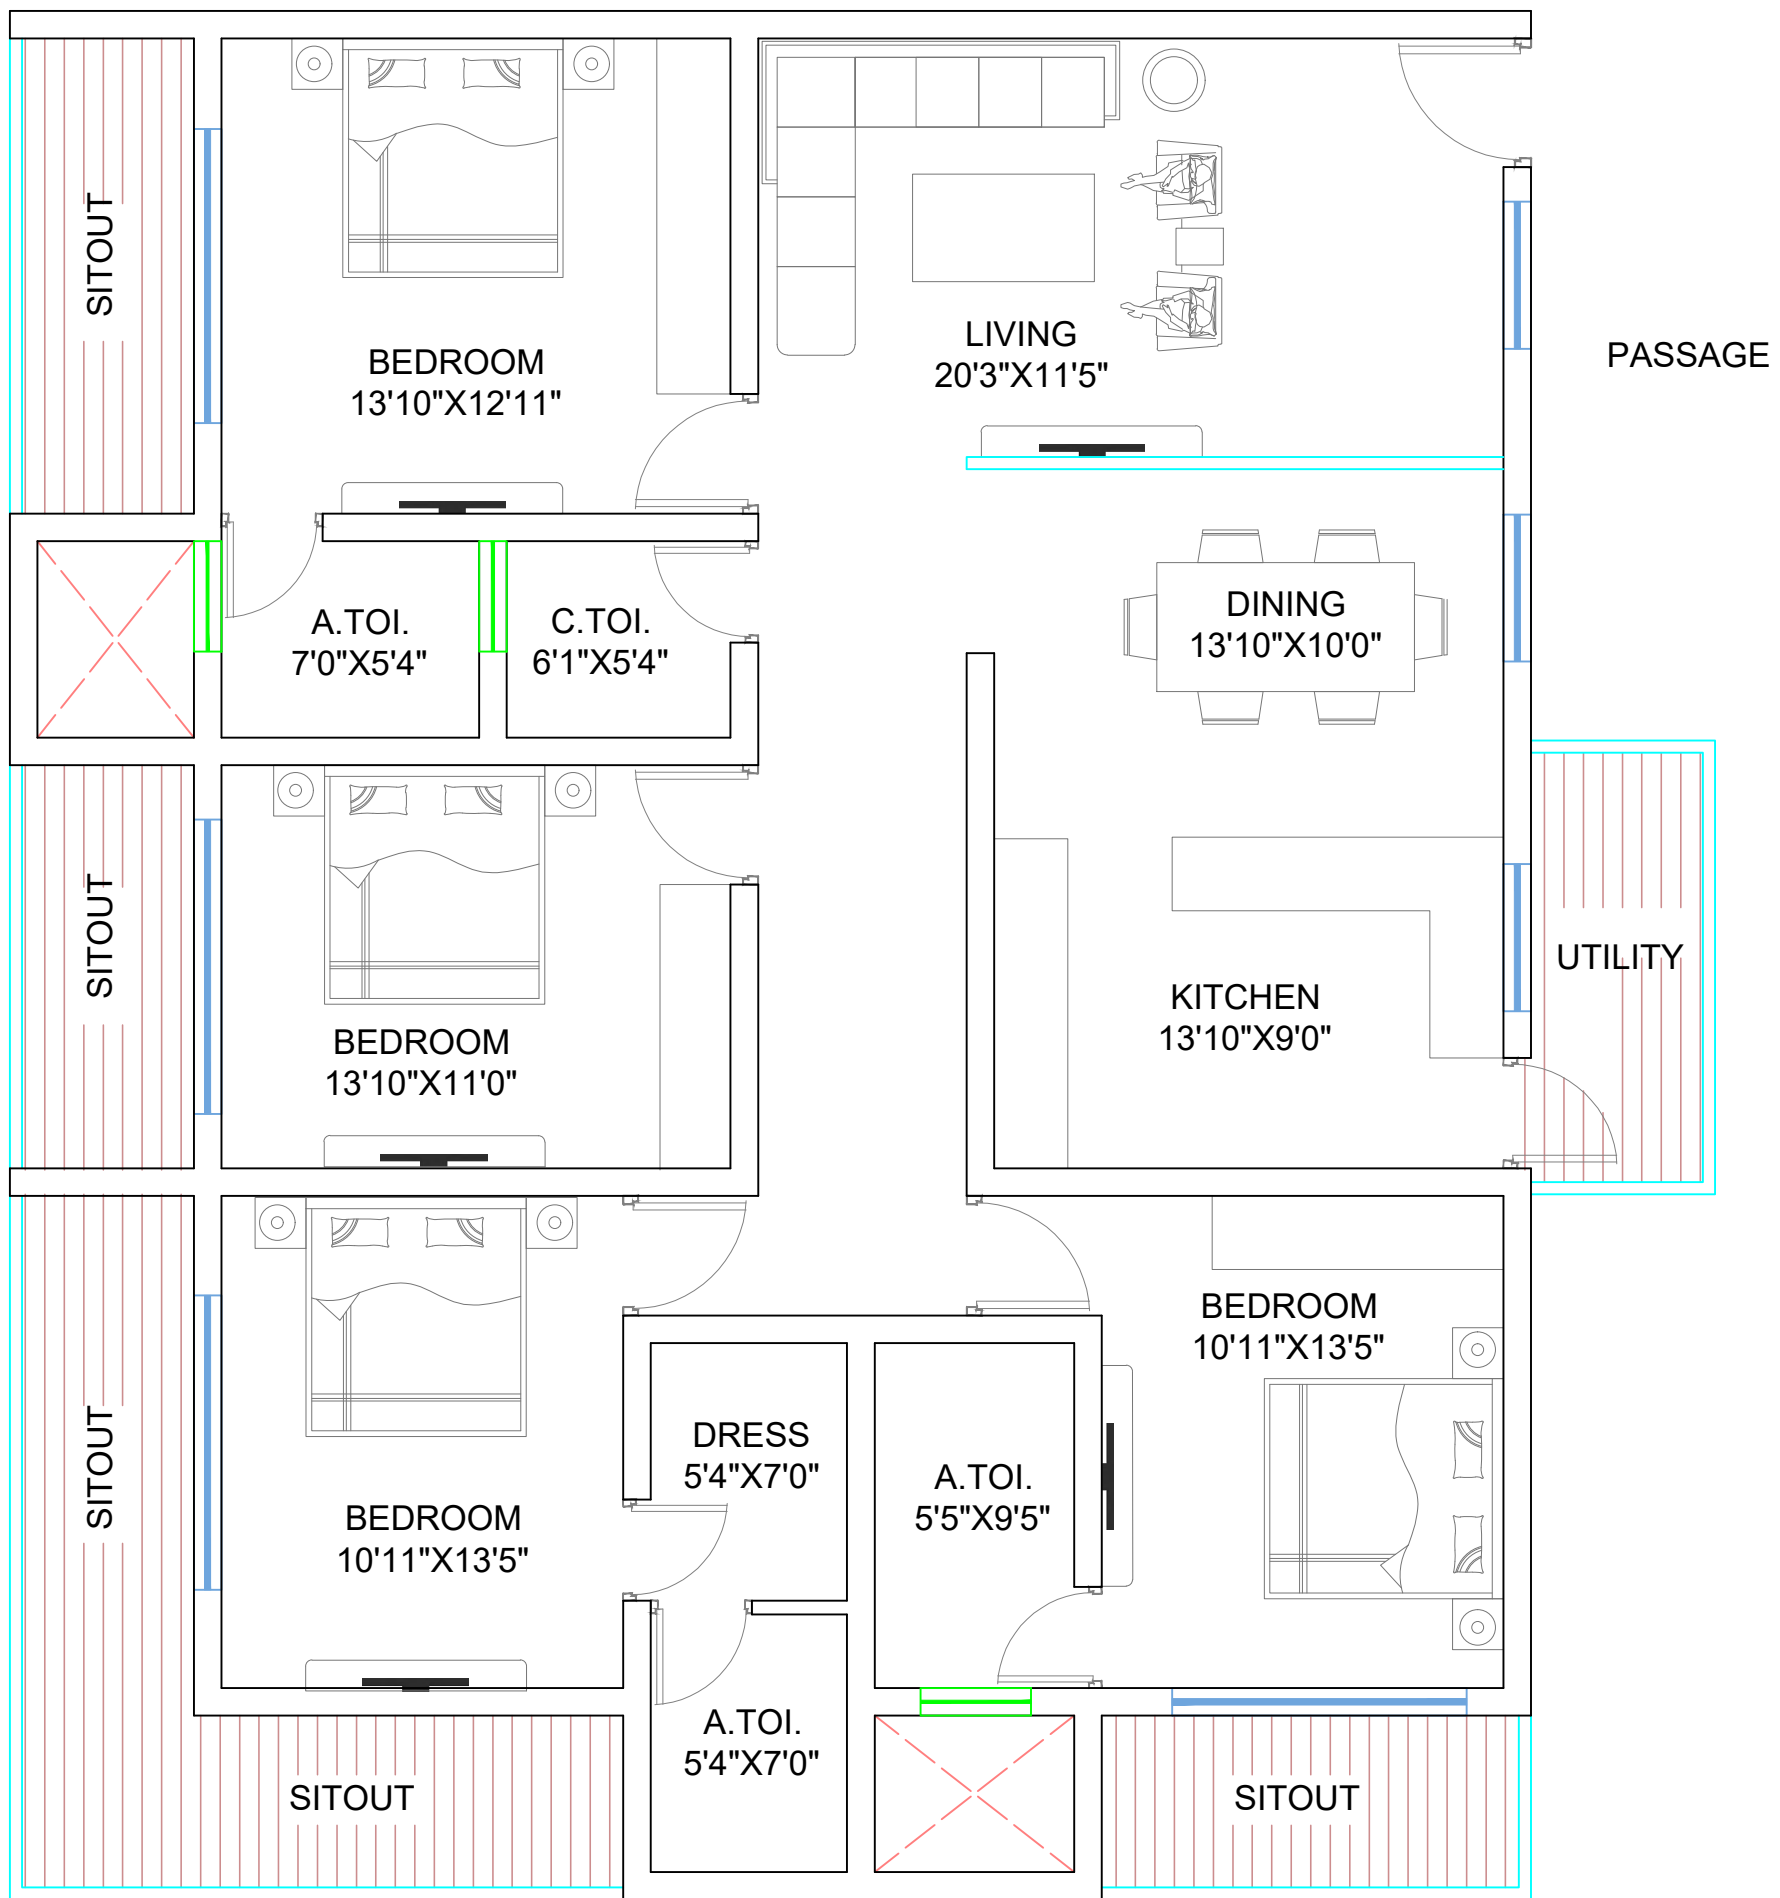 SITOUT
BEDROOM
13'10"X12'11"
LIVING
20'3"X11'5"
PASSAGE
A.TOI.
7'0"X5'4"
C.TOI.
6'1"X5'4"
DINING
13'10"X10'0"
SITOUT
BEDROOM
13'10"X11'0"
KITCHEN
13'10"X9'0"
UTILITY
SITOUT
BEDROOM
10'11"X13'5"
DRESS
5'4"X7'0"
A.TOI.
5'5"X9'5"
BEDROOM
10'11"X13'5"
A.TOI.
5'4"X7'0"
SITOUT
SITOUT